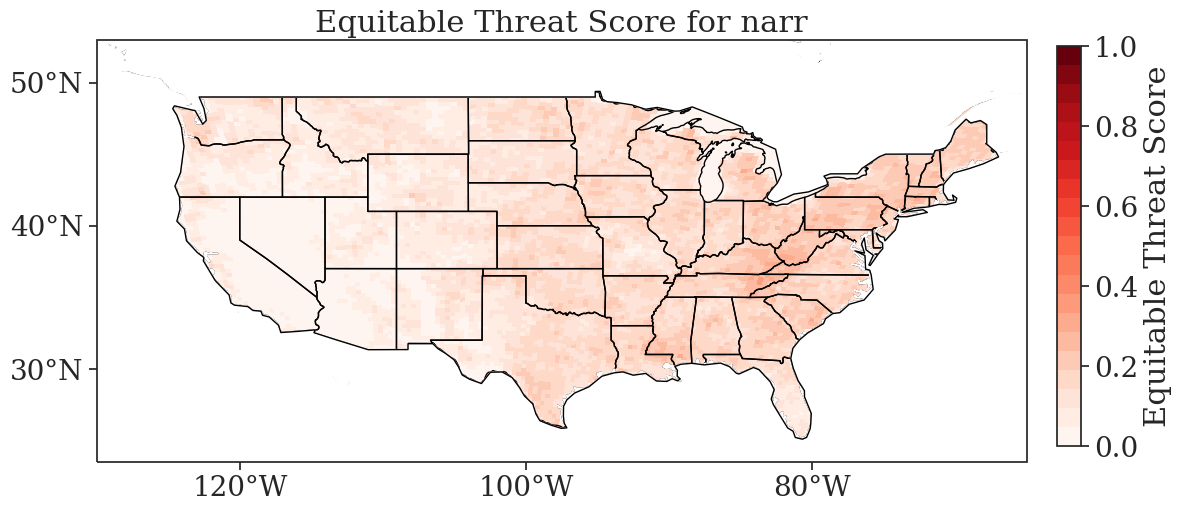 Equitable Threat Score for narr
50°N
40°N
30°N
120°W
100°W
80°W
1.0
0.8
0.6
0.4
0.2
0.0
Equitable Threat Score